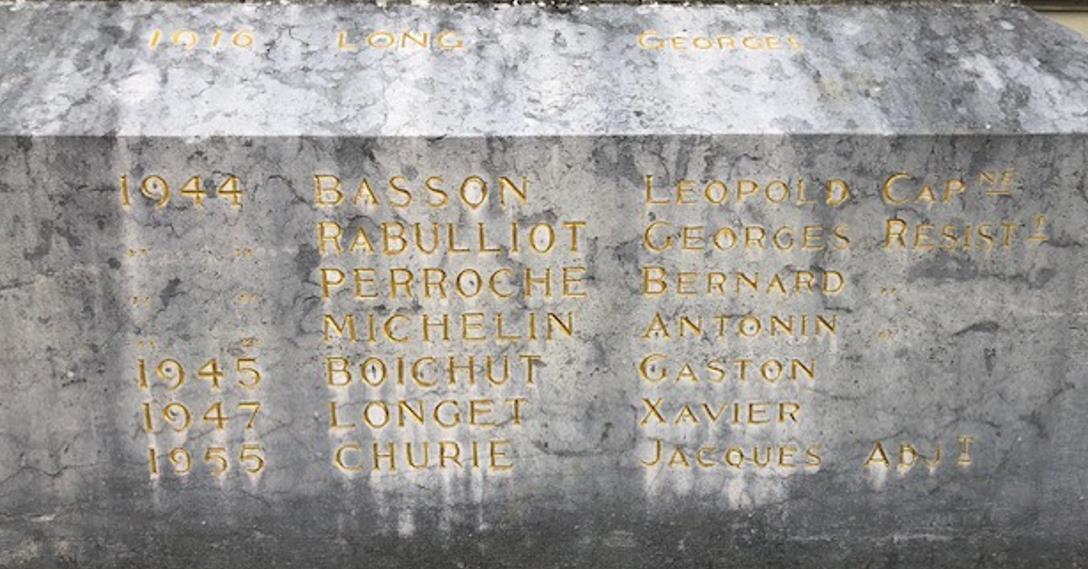 1916 LONG GEORGES
1944 BASSON LEOPOLD CAPNE
" " RABULLIOT GEORGES RESISTT
" " PERROCHE BERNARD "
" " MICHELIN ANTONIN "
1945 BOICHUT GASTON
1947 LONGET XAVIER
1955 CHURIE JACQUES ADJT